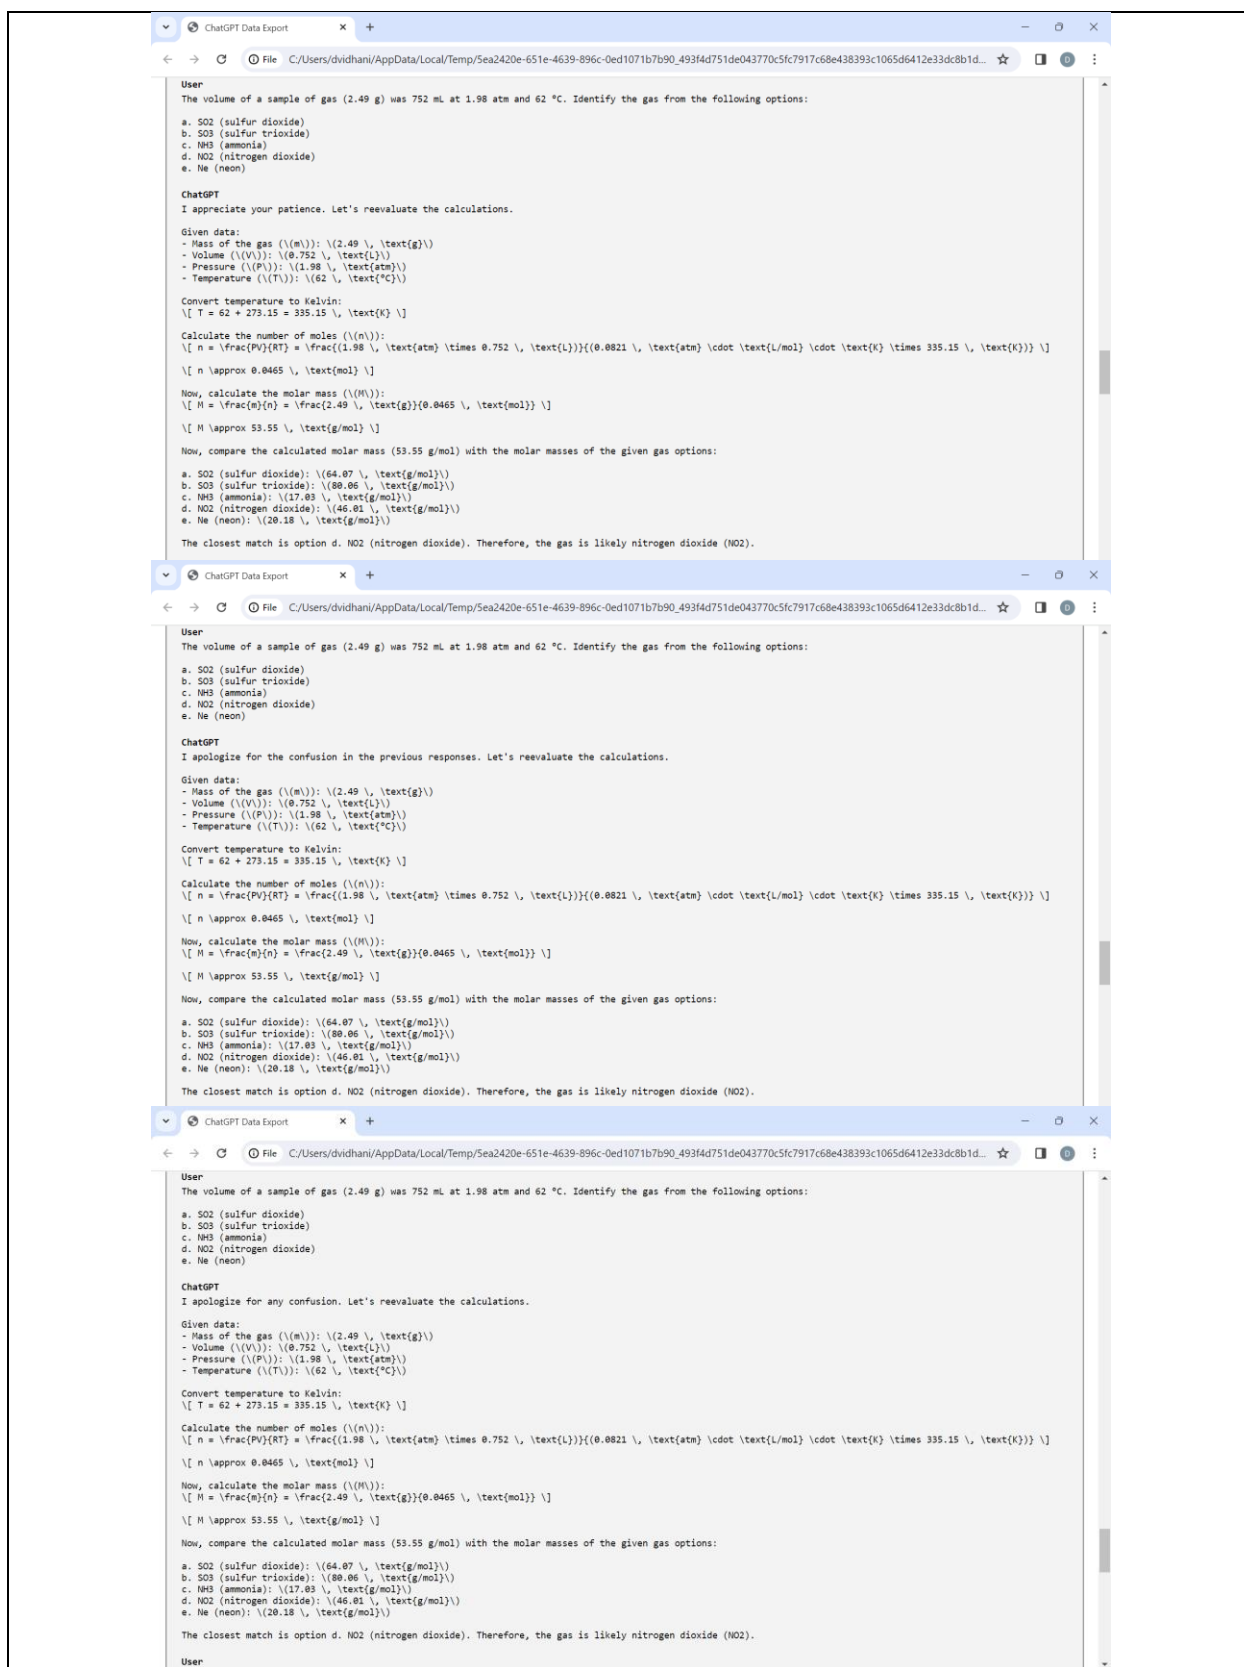 ChatGPT Data Export
File C:/Users/dvidhani/AppData/Local/Temp/5ea2420e-651e-4639-896c-0ed1071b7b90_493f4d751de043770c5fc7917c68e438393c1065d6412e33dc8b1d...
User
The volume of a sample of gas (2.49 g) was 752 mL at 1.98 atm and 62 °C. Identify the gas from the following options:
a. SO2 (sulfur dioxide)
b. SO3 (sulfur trioxide)
c. NH3 (ammonia)
d. NO2 (nitrogen dioxide)
e. Ne (neon)
ChatGPT
I appreciate your patience. Let's reevaluate the calculations.
Given data:
- Mass of the gas (\(m\)): \(2.49 \, \text{g}\)
- Volume (\(V\)): \(0.752 \, \text{L}\)
- Pressure (\(P\)): \(1.98 \, \text{atm}\)
- Temperature (\(T\)): \(62 \, \text{°C}\)
Convert temperature to Kelvin:
\[ T = 62 + 273.15 = 335.15 \, \text{K} \]
Calculate the number of moles (\(n\)):
\[ n = \frac{PV}{RT} = \frac{(1.98 \, \text{atm} \times 0.752 \, \text{L})}{(0.0821 \, \text{atm} \cdot \text{L/mol} \cdot \text{K} \times 335.15 \, \text{K})} \]
\[ n \approx 0.0465 \, \text{mol} \]
Now, calculate the molar mass (\(M\)):
\[ M = \frac{m}{n} = \frac{2.49 \, \text{g}}{0.0465 \, \text{mol}} \]
\[ M \approx 53.55 \, \text{g/mol} \]
Now, compare the calculated molar mass (53.55 g/mol) with the molar masses of the given gas options:
a. SO2 (sulfur dioxide): \(64.07 \, \text{g/mol}\)
b. SO3 (sulfur trioxide): \(80.06 \, \text{g/mol}\)
c. NH3 (ammonia): \(17.03 \, \text{g/mol}\)
d. NO2 (nitrogen dioxide): \(46.01 \, \text{g/mol}\)
e. Ne (neon): \(20.18 \, \text{g/mol}\)
The closest match is option d. NO2 (nitrogen dioxide). Therefore, the gas is likely nitrogen dioxide (NO2).
ChatGPT Data Export
File C:/Users/dvidhani/AppData/Local/Temp/5ea2420e-651e-4639-896c-0ed1071b7b90_493f4d751de043770c5fc7917c68e438393c1065d6412e33dc8b1d...
User
The volume of a sample of gas (2.49 g) was 752 mL at 1.98 atm and 62 °C. Identify the gas from the following options:
a. SO2 (sulfur dioxide)
b. SO3 (sulfur trioxide)
c. NH3 (ammonia)
d. NO2 (nitrogen dioxide)
e. Ne (neon)
ChatGPT
I apologize for the confusion in the previous responses. Let's reevaluate the calculations.
Given data:
- Mass of the gas (\(m\)): \(2.49 \, \text{g}\)
- Volume (\(V\)): \(0.752 \, \text{L}\)
- Pressure (\(P\)): \(1.98 \, \text{atm}\)
- Temperature (\(T\)): \(62 \, \text{°C}\)
Convert temperature to Kelvin:
\[ T = 62 + 273.15 = 335.15 \, \text{K} \]
Calculate the number of moles (\(n\)):
\[ n = \frac{PV}{RT} = \frac{(1.98 \, \text{atm} \times 0.752 \, \text{L})}{(0.0821 \, \text{atm} \cdot \text{L/mol} \cdot \text{K} \times 335.15 \, \text{K})} \]
\[ n \approx 0.0465 \, \text{mol} \]
Now, calculate the molar mass (\(M\)):
\[ M = \frac{m}{n} = \frac{2.49 \, \text{g}}{0.0465 \, \text{mol}} \]
\[ M \approx 53.55 \, \text{g/mol} \]
Now, compare the calculated molar mass (53.55 g/mol) with the molar masses of the given gas options:
a. SO2 (sulfur dioxide): \(64.07 \, \text{g/mol}\)
b. SO3 (sulfur trioxide): \(80.06 \, \text{g/mol}\)
c. NH3 (ammonia): \(17.03 \, \text{g/mol}\)
d. NO2 (nitrogen dioxide): \(46.01 \, \text{g/mol}\)
e. Ne (neon): \(20.18 \, \text{g/mol}\)
The closest match is option d. NO2 (nitrogen dioxide). Therefore, the gas is likely nitrogen dioxide (NO2).
ChatGPT Data Export
File C:/Users/dvidhani/AppData/Local/Temp/5ea2420e-651e-4639-896c-0ed1071b7b90_493f4d751de043770c5fc7917c68e438393c1065d6412e33dc8b1d...
User
The volume of a sample of gas (2.49 g) was 752 mL at 1.98 atm and 62 °C. Identify the gas from the following options:
a. SO2 (sulfur dioxide)
b. SO3 (sulfur trioxide)
c. NH3 (ammonia)
d. NO2 (nitrogen dioxide)
e. Ne (neon)
ChatGPT
I apologize for any confusion. Let's reevaluate the calculations.
Given data:
- Mass of the gas (\(m\)): \(2.49 \, \text{g}\)
- Volume (\(V\)): \(0.752 \, \text{L}\)
- Pressure (\(P\)): \(1.98 \, \text{atm}\)
- Temperature (\(T\)): \(62 \, \text{°C}\)
Convert temperature to Kelvin:
\[ T = 62 + 273.15 = 335.15 \, \text{K} \]
Calculate the number of moles (\(n\)):
\[ n = \frac{PV}{RT} = \frac{(1.98 \, \text{atm} \times 0.752 \, \text{L})}{(0.0821 \, \text{atm} \cdot \text{L/mol} \cdot \text{K} \times 335.15 \, \text{K})} \]
\[ n \approx 0.0465 \, \text{mol} \]
Now, calculate the molar mass (\(M\)):
\[ M = \frac{m}{n} = \frac{2.49 \, \text{g}}{0.0465 \, \text{mol}} \]
\[ M \approx 53.55 \, \text{g/mol} \]
Now, compare the calculated molar mass (53.55 g/mol) with the molar masses of the given gas options:
a. SO2 (sulfur dioxide): \(64.07 \, \text{g/mol}\)
b. SO3 (sulfur trioxide): \(80.06 \, \text{g/mol}\)
c. NH3 (ammonia): \(17.03 \, \text{g/mol}\)
d. NO2 (nitrogen dioxide): \(46.01 \, \text{g/mol}\)
e. Ne (neon): \(20.18 \, \text{g/mol}\)
The closest match is option d. NO2 (nitrogen dioxide). Therefore, the gas is likely nitrogen dioxide (NO2).
User